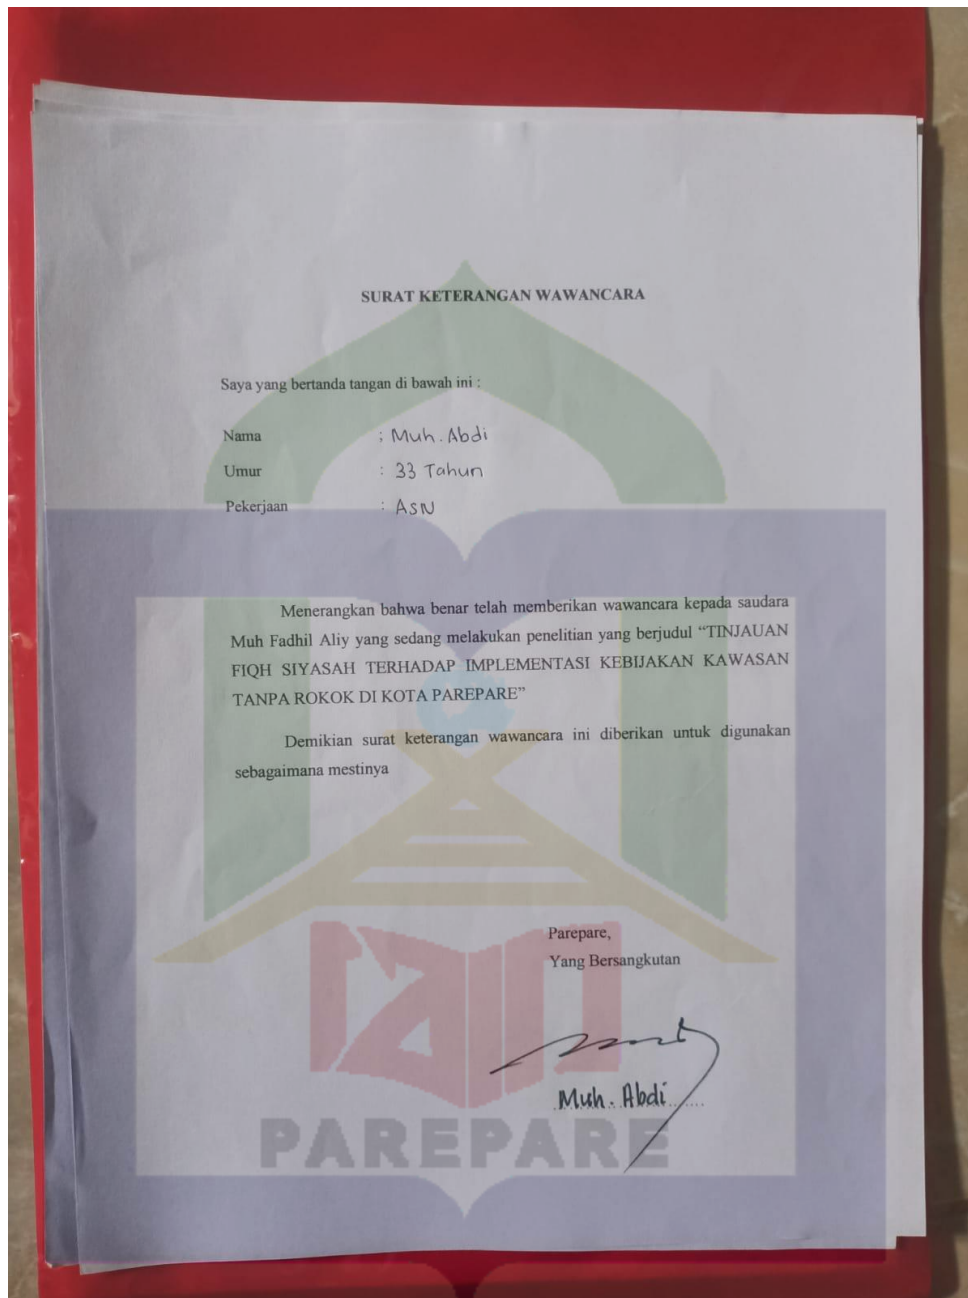 SURAT KETERANGAN WAWANCARA
Saya yang bertanda tangan di bawah ini :
Nama : Muh. Abdi
Umur : 33 Tahun
Pekerjaan : ASN
Menerangkan bahwa benar telah memberikan wawancara kepada saudara
Muh Fadhil Aliy yang sedang melakukan penelitian yang berjudul “TINJAUAN
FIQH SIYASAH TERHADAP IMPLEMENTASI KEBIJAKAN KAWASAN
TANPA ROKOK DI KOTA PAREPARE”
Demikian surat keterangan wawancara ini diberikan untuk digunakan
sebagaimana mestinya
Parepare,
Yang Bersangkutan
Muh. Abdi
iain
PAREPARE